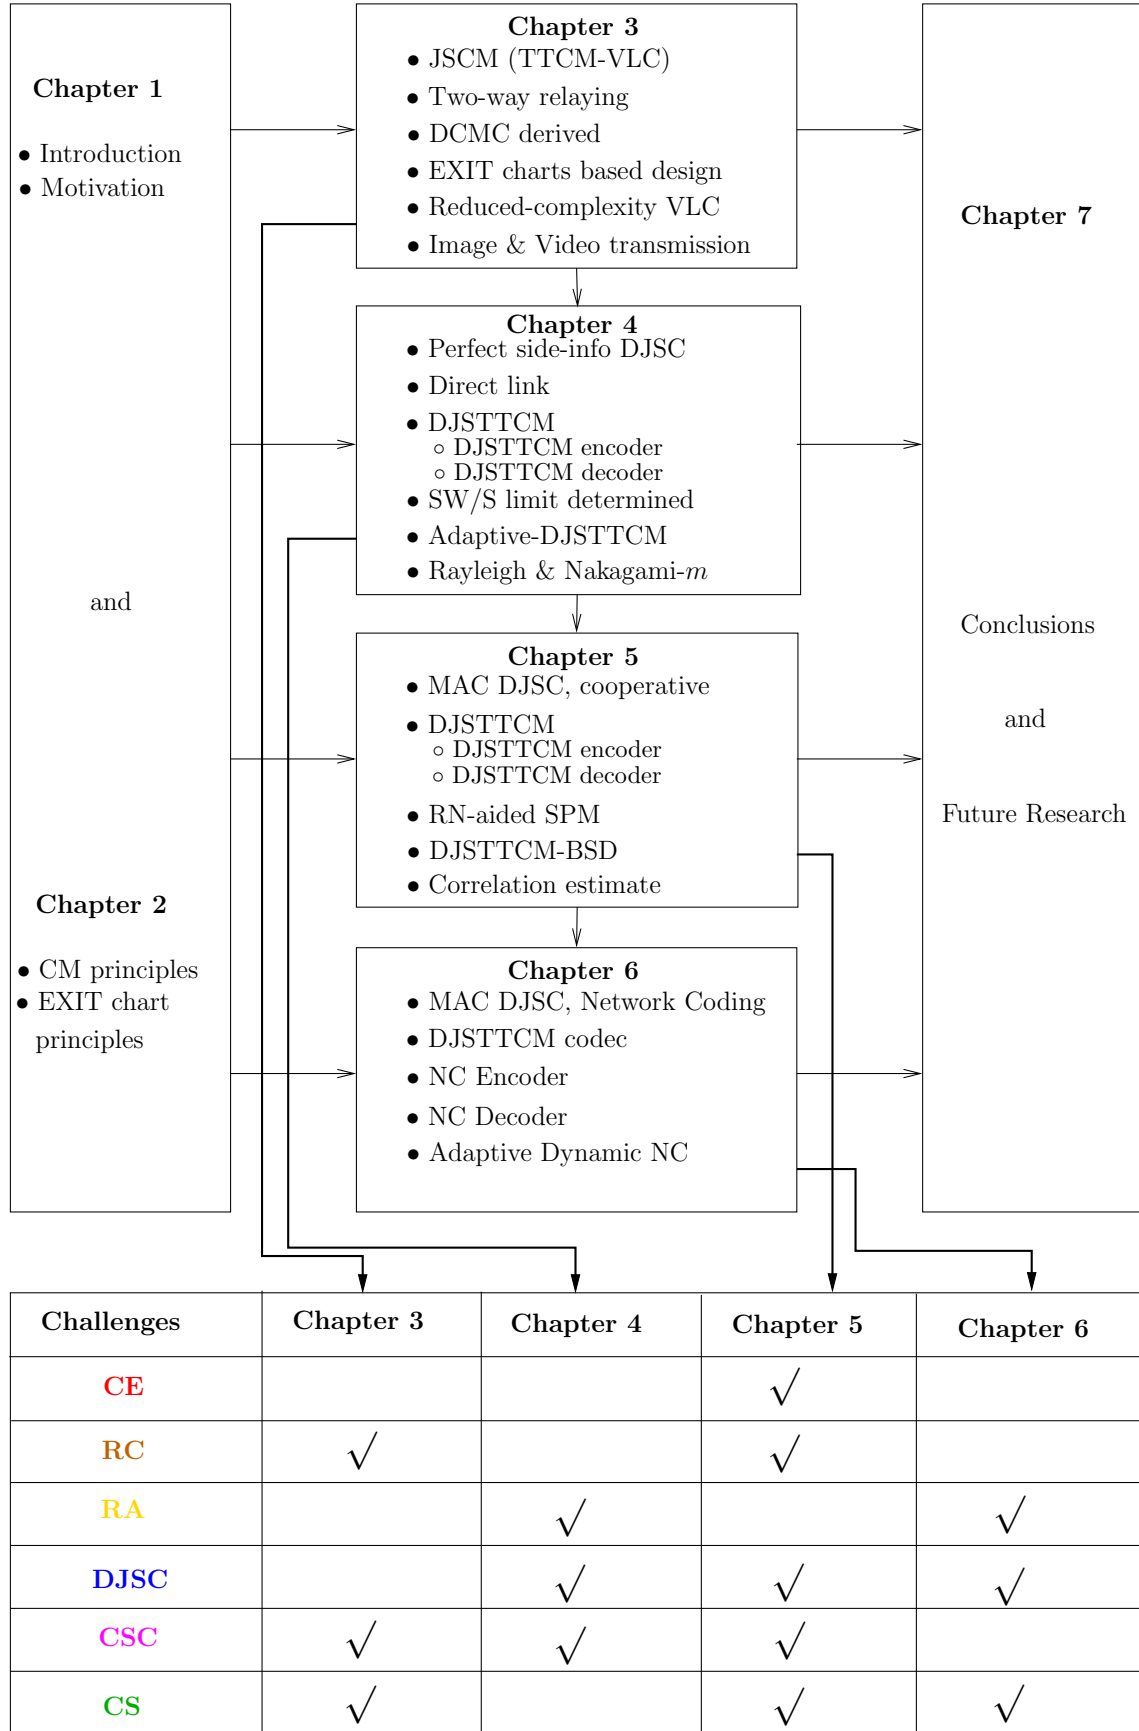 Chapter 1
• Introduction
• Motivation
and
Chapter 2
• CM principles
• EXIT chart
principles
Chapter 3
• JSCM (TTCM-VLC)
• Two-way relaying
• DCMC derived
• EXIT charts based design
• Reduced-complexity VLC
• Image & Video transmission
Chapter 4
• Perfect side-info DJSC
• Direct link
• DJSTTCM
◦ DJSTTCM encoder
◦ DJSTTCM decoder
• SW/S limit determined
• Adaptive-DJSTTCM
• Rayleigh & Nakagami-m
Chapter 5
• MAC DJSC, cooperative
• DJSTTCM
◦ DJSTTCM encoder
◦ DJSTTCM decoder
• RN-aided SPM
• DJSTTCM-BSD
• Correlation estimate
Chapter 6
• MAC DJSC, Network Coding
• DJSTTCM codec
• NC Encoder
• NC Decoder
• Adaptive Dynamic NC
Chapter 7
Conclusions
and
Future Research
Challenges Chapter 3 Chapter 4 Chapter 5 Chapter 6
CE √
RC √ √
RA √ √
DJSC √ √ √
CSC √ √ √
CS √ √ √